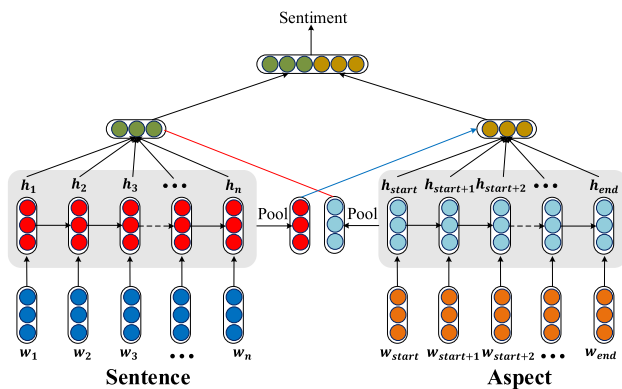 Sentiment
h1 h2 h3 ••• hn
hstart hstart+1 hstart+2 ••• hend
Pool Pool
w1 w2 w3 ••• wn
wstart wstart+1 wstart+2 ••• wend
Sentence Aspect